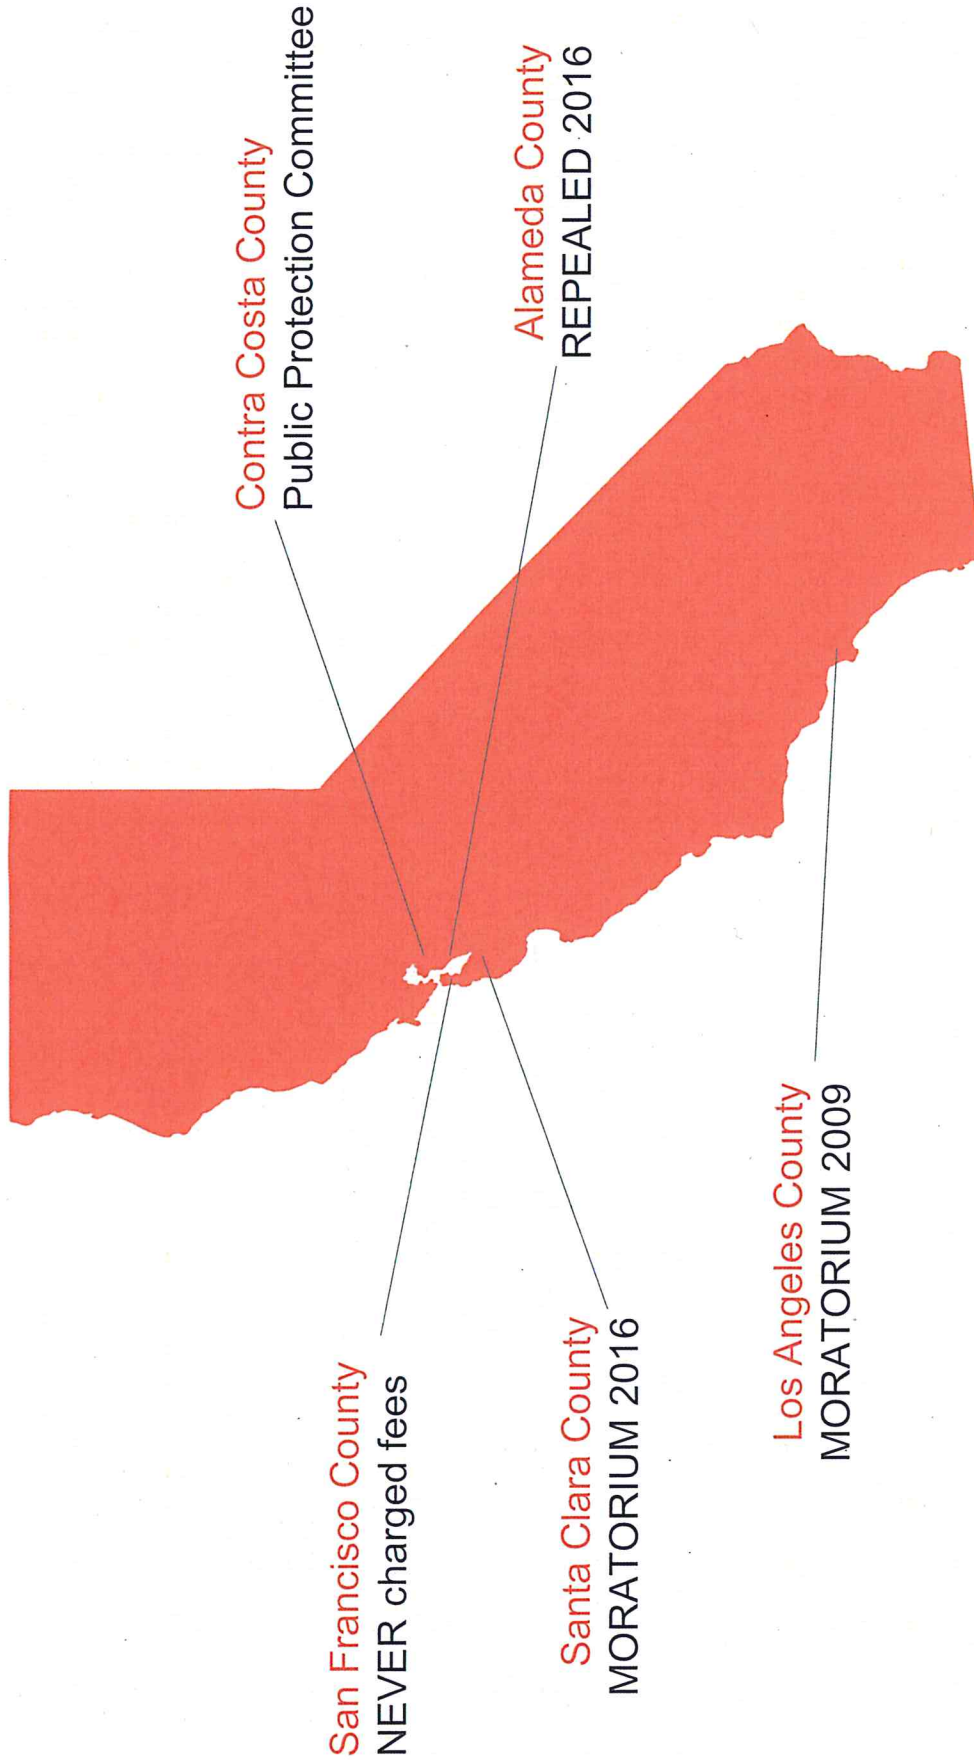 Contra Costa County
Public Protection Committee
San Francisco County
NEVER charged fees
Alameda County
REPEALED 2016
Santa Clara County
MORATORIUM 2016
Los Angeles County
MORATORIUM 2009